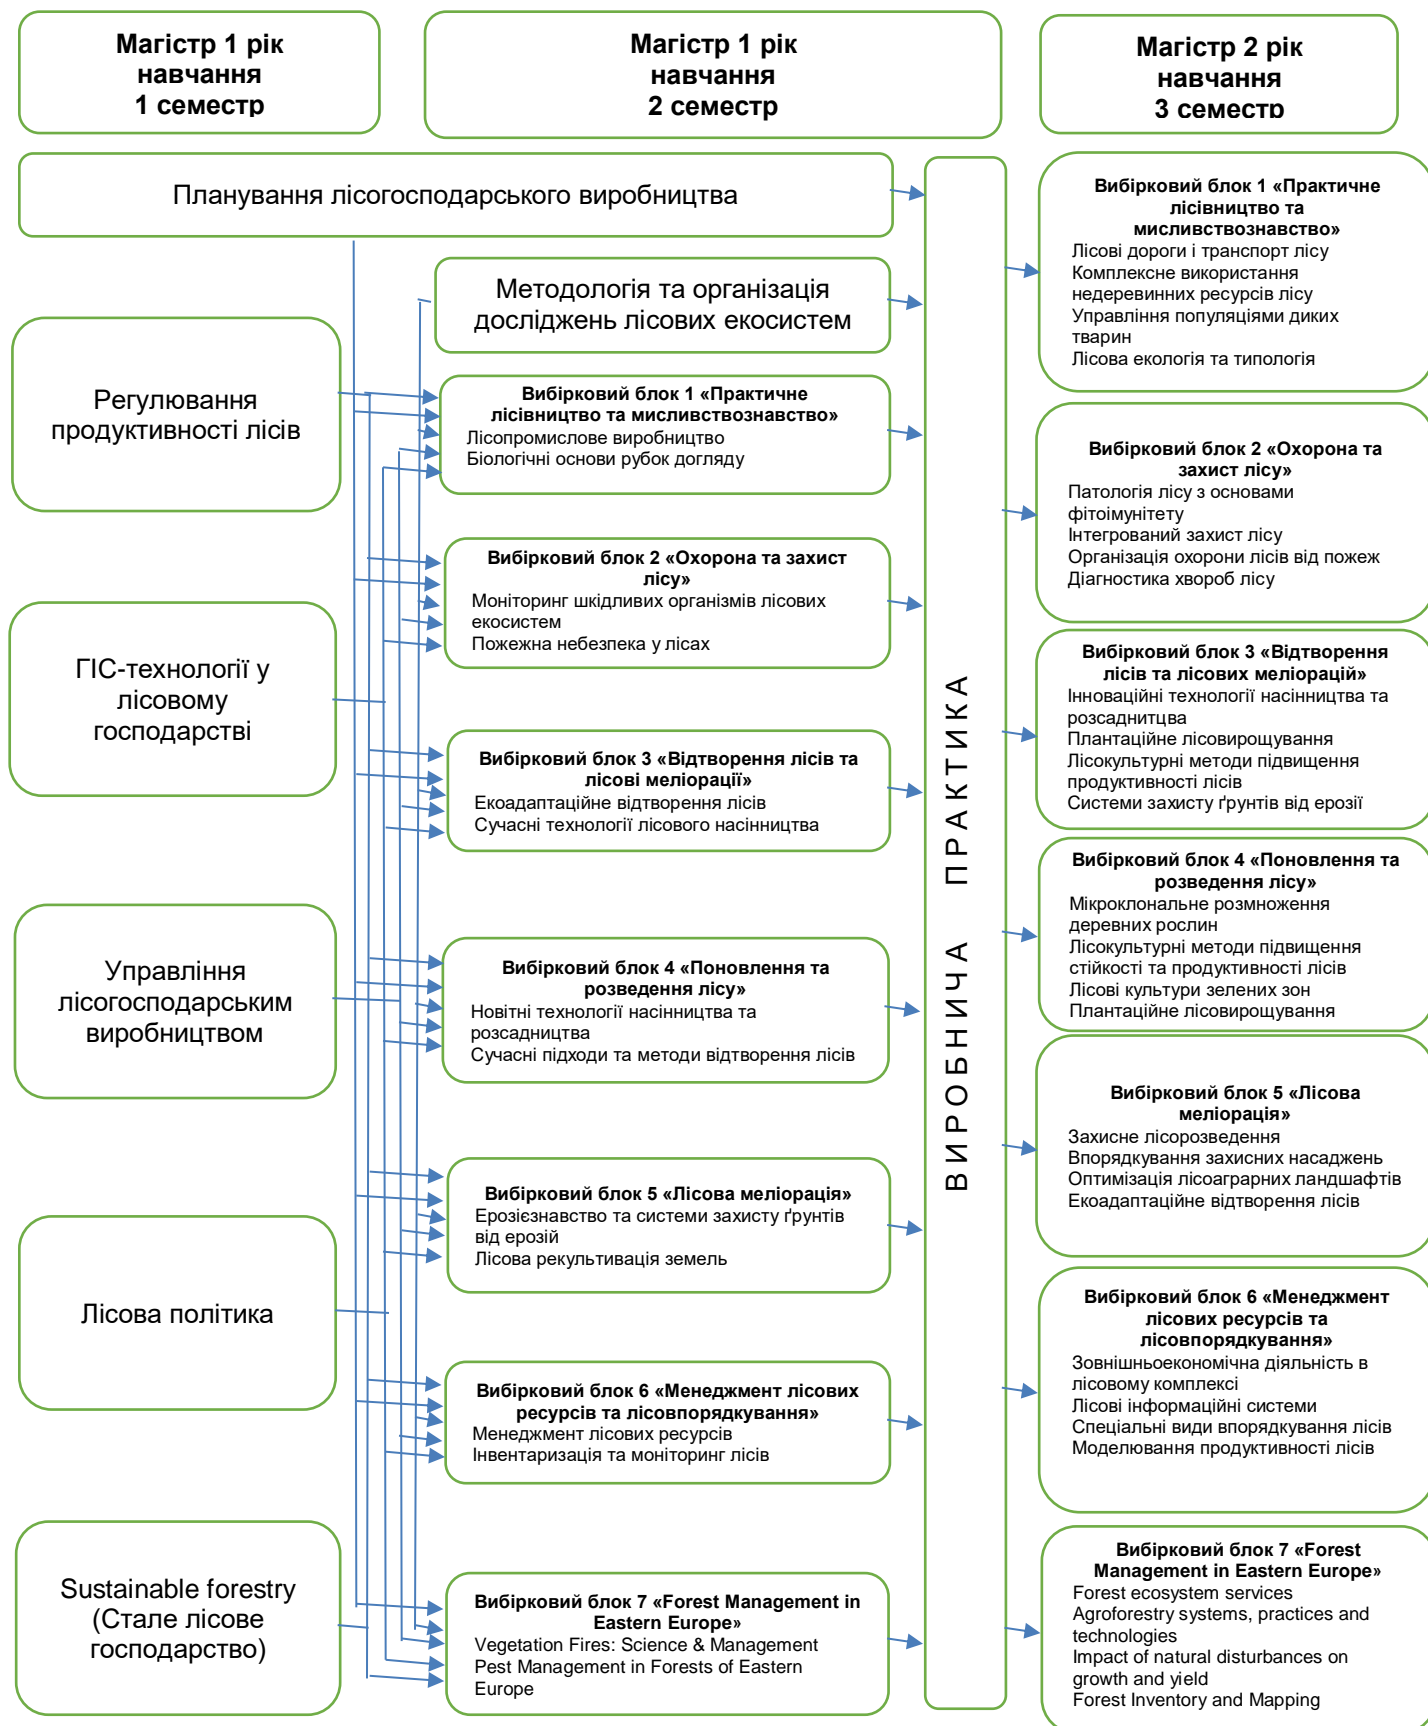 Магістр 1 рік
навчання
1 семестр
Магістр 1 рік
навчання
2 семестр
Магістр 2 рік
навчання
3 семестр
Планування лісогосподарського виробництва
Регулювання
продуктивності лісів
ГІС-технології у
лісовому
господарстві
Управління
лісогосподарським
виробництвом
Лісова політика
Sustainable forestry
(Стале лісове
господарство)
Методологія та організація
досліджень лісових екосистем
Вибірковий блок 1 «Практичне
лісівництво та мисливствознавство»
Лісопромислове виробництво
Біологічні основи рубок догляду
Вибірковий блок 2 «Охорона та захист
лісу»
Моніторинг шкідливих організмів лісових
екосистем
Пожежна небезпека у лісах
Вибірковий блок 3 «Відтворення лісів та
лісові меліорації»
Екоадаптаційне відтворення лісів
Сучасні технології лісового насінництва
Вибірковий блок 4 «Поновлення та
розведення лісу»
Новітні технології насінництва та
розсадництва
Сучасні підходи та методи відтворення лісів
Вибірковий блок 5 «Лісова меліорація»
Ерозієзнавство та системи захисту ґрунтів
від ерозій
Лісова рекультивація земель
Вибірковий блок 6 «Менеджмент лісових
ресурсів та лісовпорядкування»
Менеджмент лісових ресурсів
Інвентаризація та моніторинг лісів
Вибірковий блок 7 «Forest Management in
Eastern Europe»
Vegetation Fires: Science & Management
Pest Management in Forests of Eastern
Europe
ВИРОБНИЧА ПРАКТИКА
Вибірковий блок 1 «Практичне
лісівництво та
мисливствознавство»
Лісові дороги і транспорт лісу
Комплексне використання
недеревинних ресурсів лісу
Управління популяціями диких
тварин
Лісова екологія та типологія
Вибірковий блок 2 «Охорона та
захист лісу»
Патологія лісу з основами
фітоімунітету
Інтегрований захист лісу
Організація охорони лісів від пожеж
Діагностика хвороб лісу
Вибірковий блок 3 «Відтворення
лісів та лісових меліорацій»
Інноваційні технології насінництва та
розсаднитцва
Плантаційне лісовирощування
Лісокультурні методи підвищення
продуктивності лісів
Системи захисту ґрунтів від ерозії
Вибірковий блок 4 «Поновлення та
розведення лісу»
Мікроклональне розмноження
деревних рослин
Лісокультурні методи підвищення
стійкості та продуктивності лісів
Лісові культури зелених зон
Плантаційне лісовирощування
Вибірковий блок 5 «Лісова
меліорація»
Захисне лісорозведення
Впорядкування захисних насаджень
Оптимізація лісоаграрних ландшафтів
Екоадаптаційне відтворення лісів
Вибірковий блок 6 «Менеджмент
лісових ресурсів та
лісовпорядкування»
Зовнішньоекономічна діяльність в
лісовому комплексі
Лісові інформаційні системи
Спеціальні види впорядкування лісів
Моделювання продуктивності лісів
Вибірковий блок 7 «Forest
Management in Eastern Europe»
Forest ecosystem services
Agroforestry systems, practices and
technologies
Impact of natural disturbances on
growth and yield
Forest Inventory and Mapping